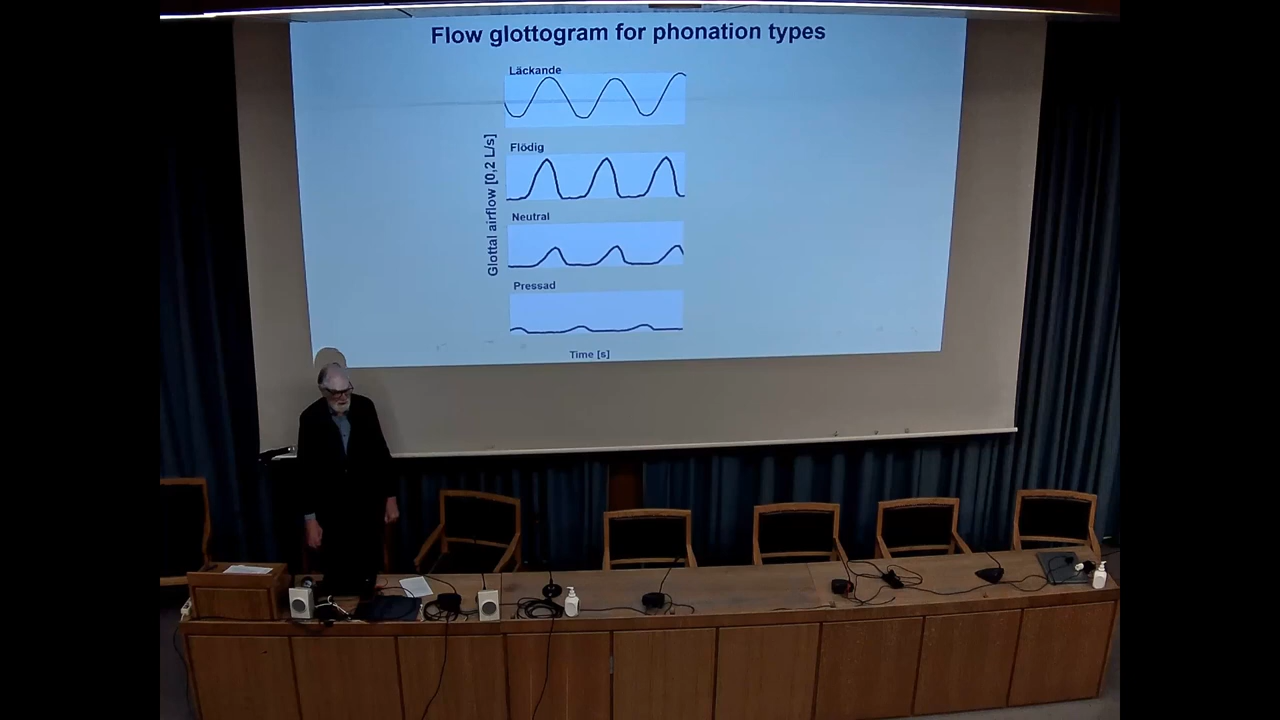 Flow glottogram for phonation types
Läckande
Flödig
Neutral
Pressad
Glottal airflow [0,2 L/s]
Time [s]